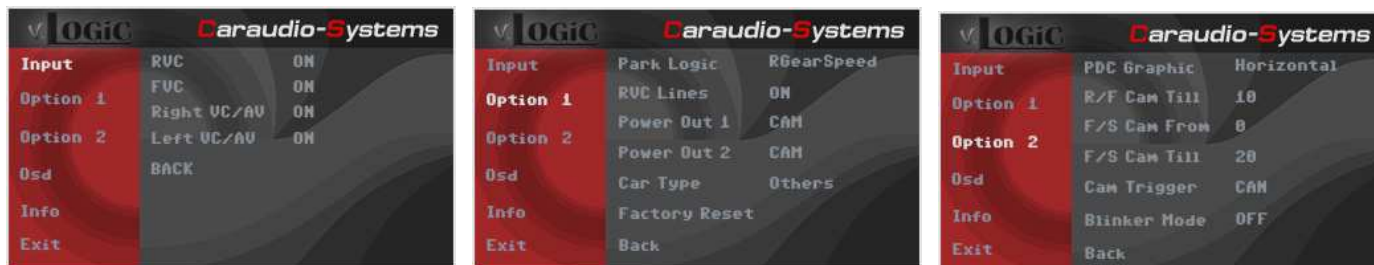 v.LOGiC Caraudio-Systems
Input RVC ON
FVC ON
Option 1 Right VC/AV ON
Option 2 Left VC/AV ON
Osd BACK
Info
Exit
v.LOGiC Caraudio-Systems
Input Park Logic RGearSpeed
Option 1 RVC Lines ON
Power Out 1 CAM
Option 2 Power Out 2 CAM
Osd Car Type Others
Info Factory Reset
Exit Back
v.LOGiC Caraudio-Systems
Input PDC Graphic Horizontal
Option 1 R/F Cam Till 10
F/S Cam From 0
Option 2 F/S Cam Till 20
Osd Cam Trigger CAN
Info Blinker Mode OFF
Exit Back